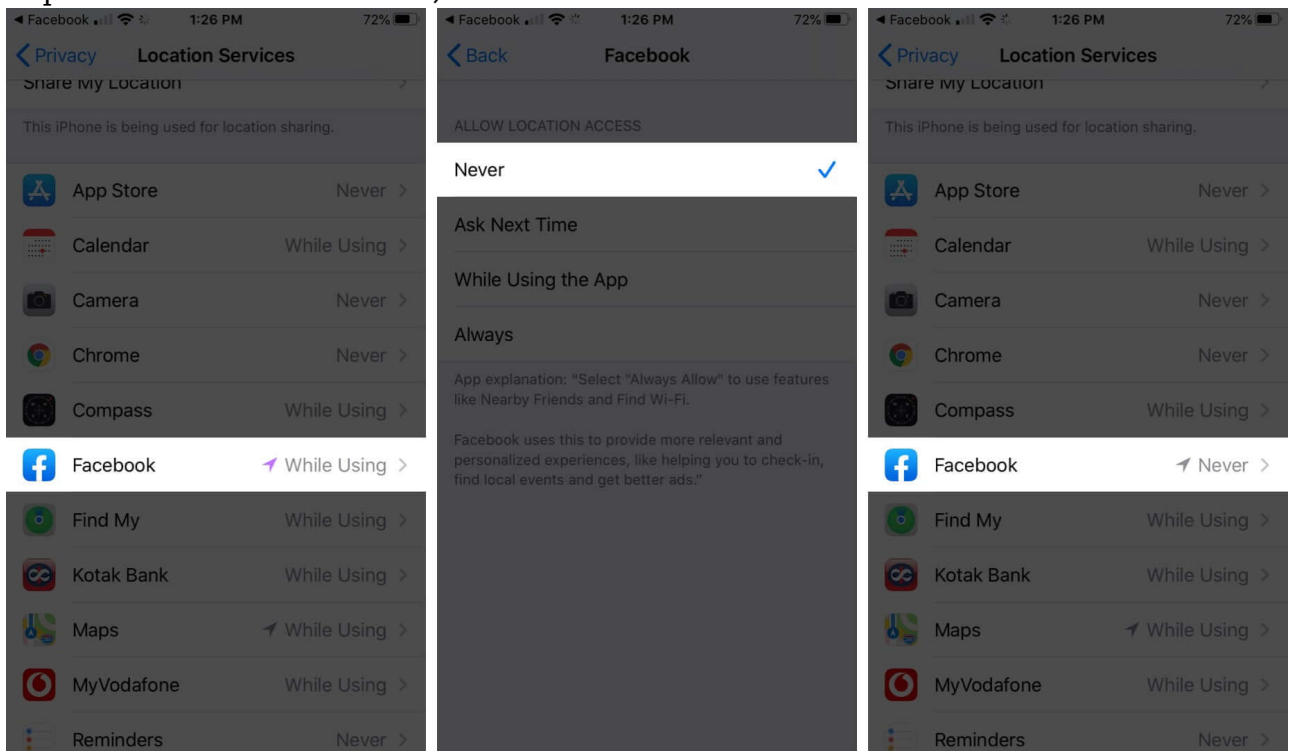 Facebook 1:26 PM 72%
Privacy Location Services
Share My Location
This iPhone is being used for location sharing.
App Store Never
Calendar While Using
Camera Never
Chrome Never
Compass While Using
Facebook While Using
Find My While Using
Kotak Bank While Using
Maps While Using
MyVodafone While Using
Reminders Never
Facebook 1:26 PM 72%
Back Facebook
ALLOW LOCATION ACCESS
Never
Ask Next Time
While Using the App
Always
App explanation: "Select "Always Allow" to use features
like Nearby Friends and Find Wi-Fi.
Facebook uses this to provide more relevant and
personalized experiences, like helping you to check-in,
find local events and get better ads."
Facebook 1:26 PM 72%
Privacy Location Services
Share My Location
This iPhone is being used for location sharing.
App Store Never
Calendar While Using
Camera Never
Chrome Never
Compass While Using
Facebook Never
Find My While Using
Kotak Bank While Using
Maps While Using
MyVodafone While Using
Reminders Never